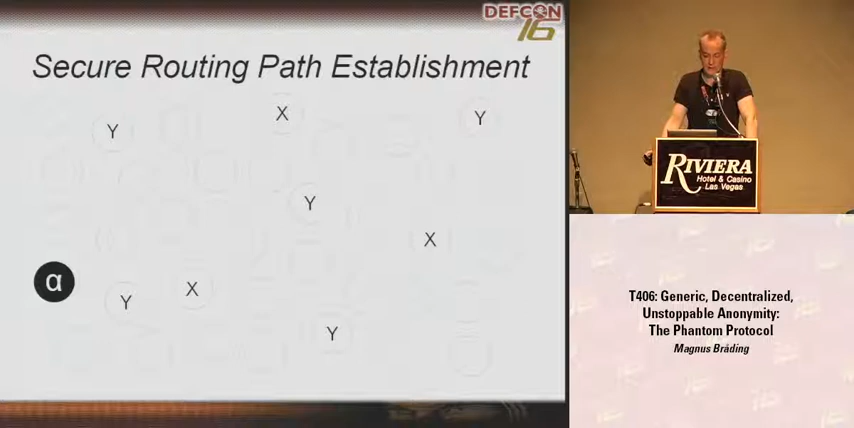 DEFCON
16
Secure Routing Path Establishment
Y
X
Y
Y
X
α
Y
X
Y
RIVIERA
Hotel & Casino
Las Vegas
T406: Generic, Decentralized,
Unstoppable Anonymity:
The Phantom Protocol
Magnus Bråding